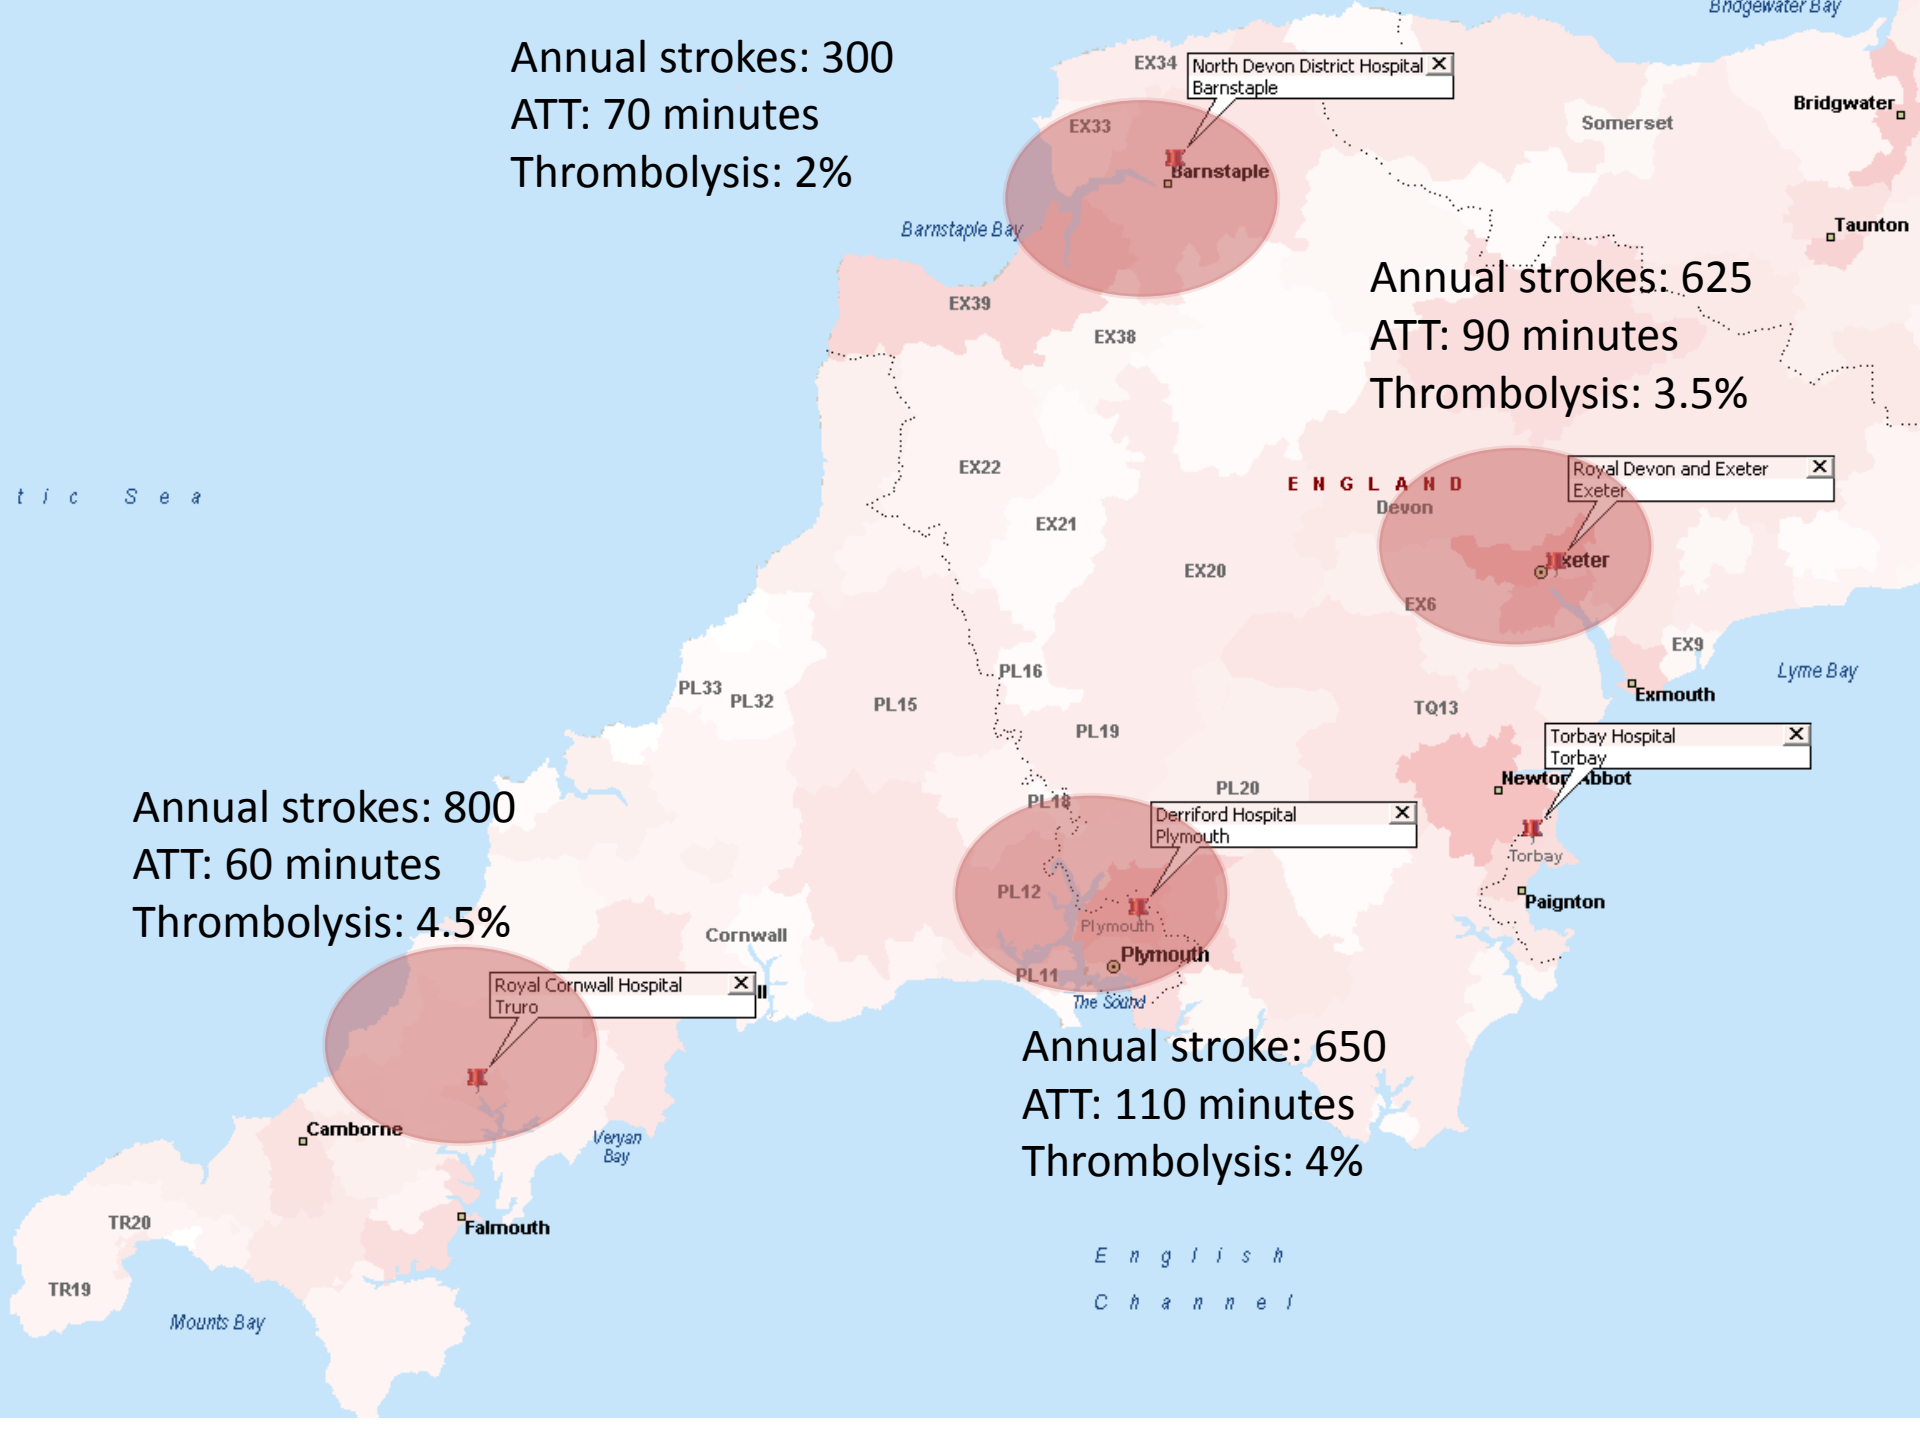 Bridgewater Bay
Annual strokes: 300
ATT: 70 minutes
Thrombolysis: 2%
EX34
North Devon District Hospital
Barnstaple
EX33
Barnstaple
Barnstaple Bay
Somerset
Bridgwater
Taunton
Annual strokes: 625
ATT: 90 minutes
Thrombolysis: 3.5%
EX39
EX38
EX22
EX21
EX20
tic Sea
ENGLAND
Devon
Royal Devon and Exeter
Exeter
EX6
EX9
Exmouth
Lyme Bay
PL33
PL32
PL15
PL16
PL19
TQ13
Torbay Hospital
Torbay
Newton Abbot
Torbay
Paignton
PL18
PL20
Derriford Hospital
Plymouth
PL12
Plymouth
Plymouth
PL11
The Sound
Annual strokes: 800
ATT: 60 minutes
Thrombolysis: 4.5%
Cornwall
Royal Cornwall Hospital
Truro
Annual stroke: 650
ATT: 110 minutes
Thrombolysis: 4%
Camborne
Veryan
Bay
TR20
Falmouth
TR19
Mounts Bay
English
Channel